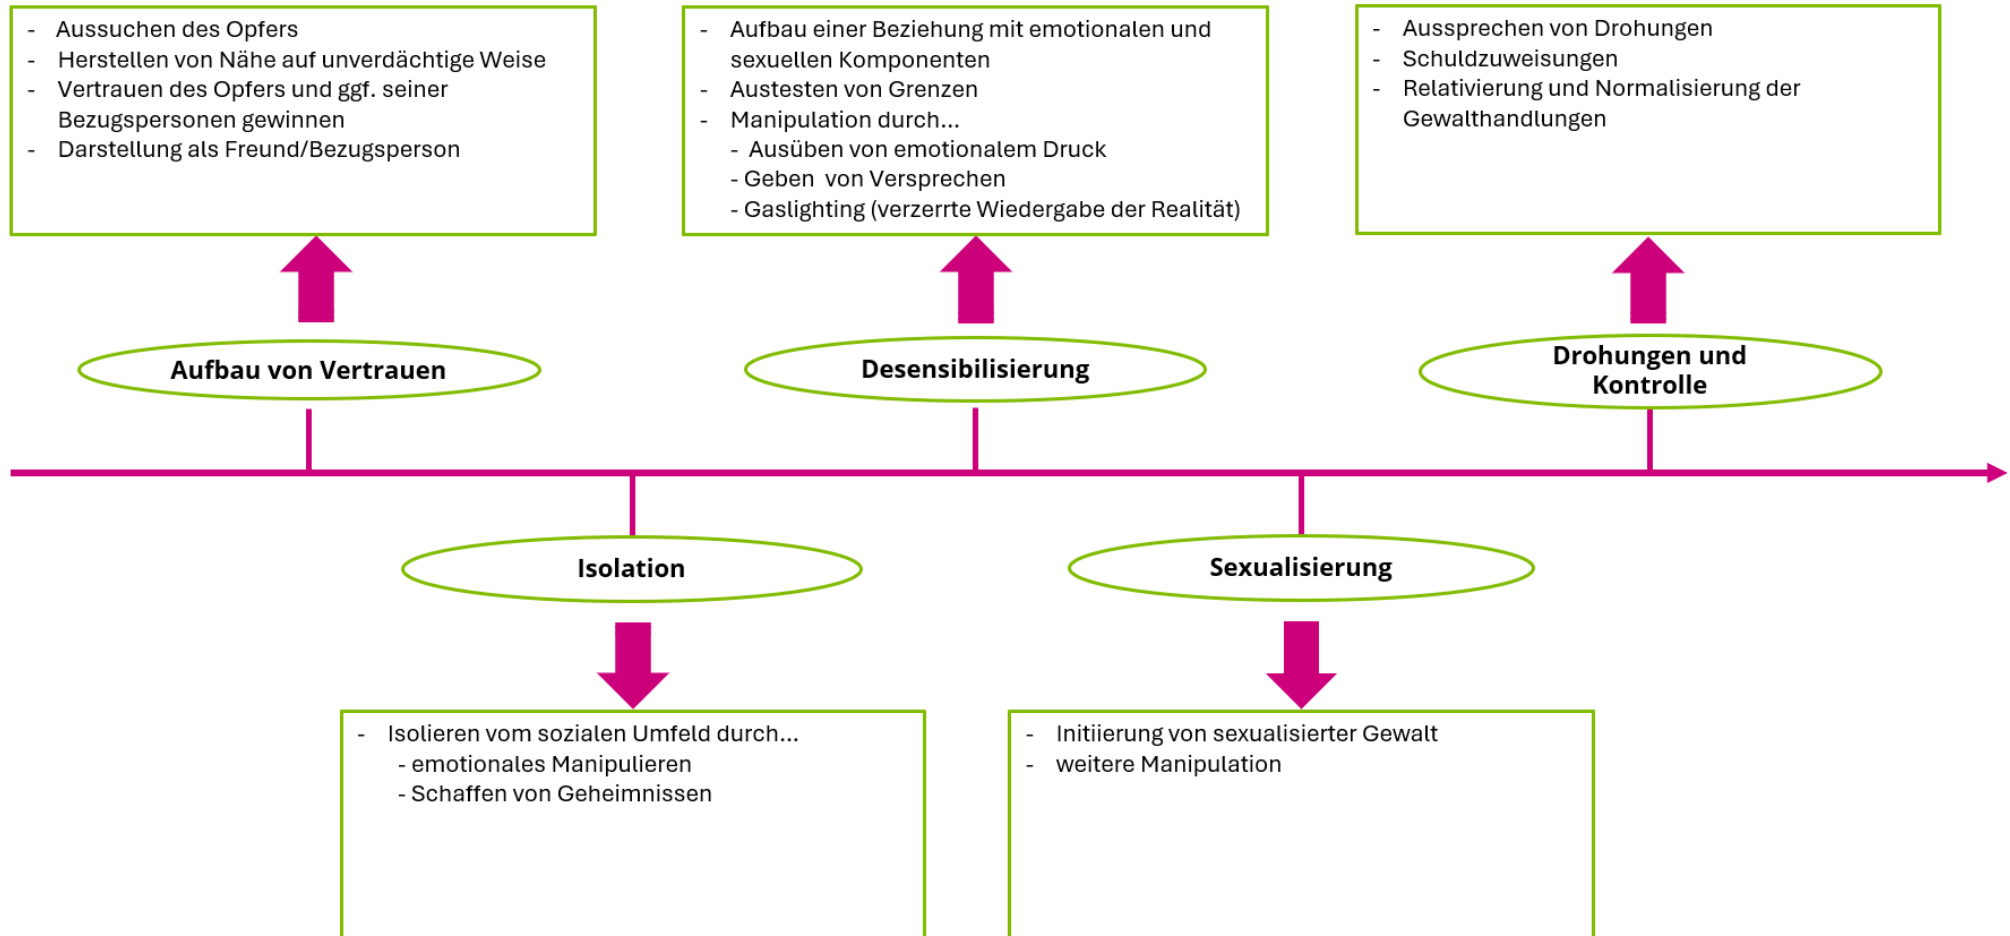 - Aussuchen des Opfers
- Herstellen von Nähe auf unverdächtige Weise
- Vertrauen des Opfers und ggf. seiner
Bezugspersonen gewinnen
- Darstellung als Freund/Bezugsperson
- Aufbau einer Beziehung mit emotionalen und
sexuellen Komponenten
- Austesten von Grenzen
- Manipulation durch...
- Ausüben von emotionalem Druck
- Geben von Versprechen
- Gaslighting (verzerrte Wiedergabe der Realität)
- Aussprechen von Drohungen
- Schuldzuweisungen
- Relativierung und Normalisierung der
Gewalthandlungen
Aufbau von Vertrauen
Desensibilisierung
Drohungen und
Kontrolle
Isolation
Sexualisierung
- Isolieren vom sozialen Umfeld durch...
- emotionales Manipulieren
- Schaffen von Geheimnissen
- Initiierung von sexualisierter Gewalt
- weitere Manipulation